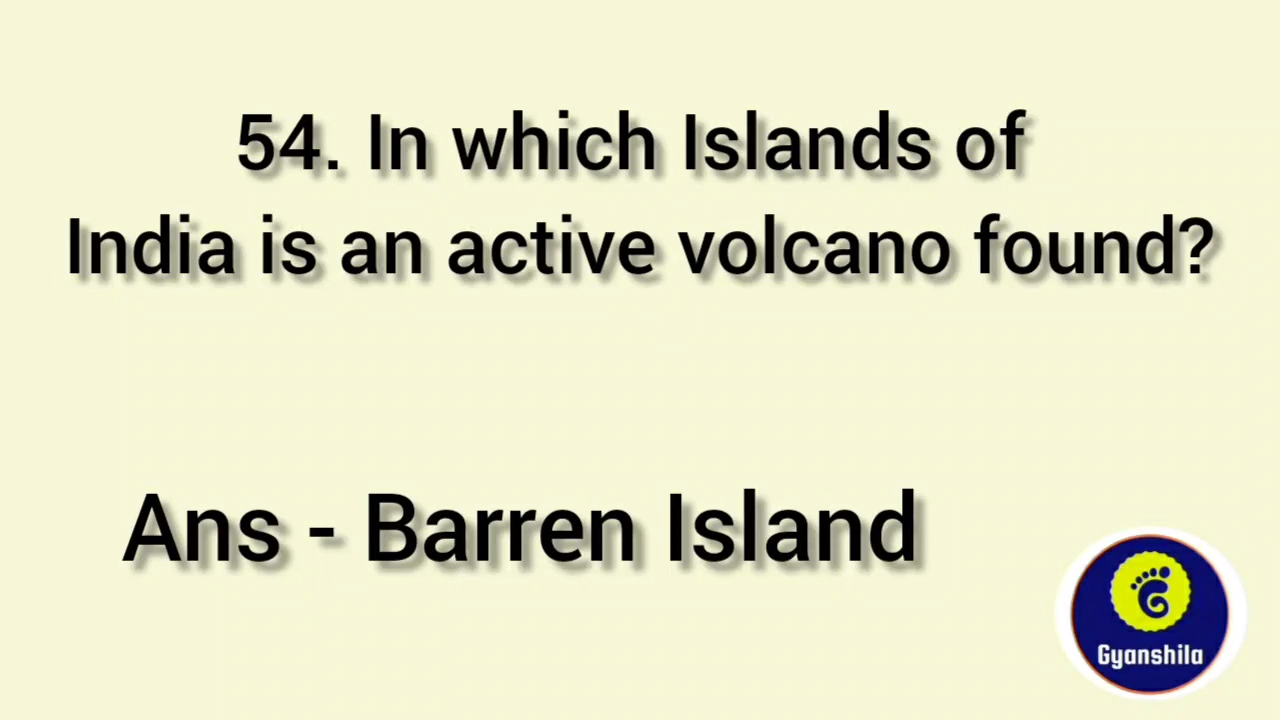 54. In which Islands of
India is an active volcano found?
Ans - Barren Island
Gyanshila